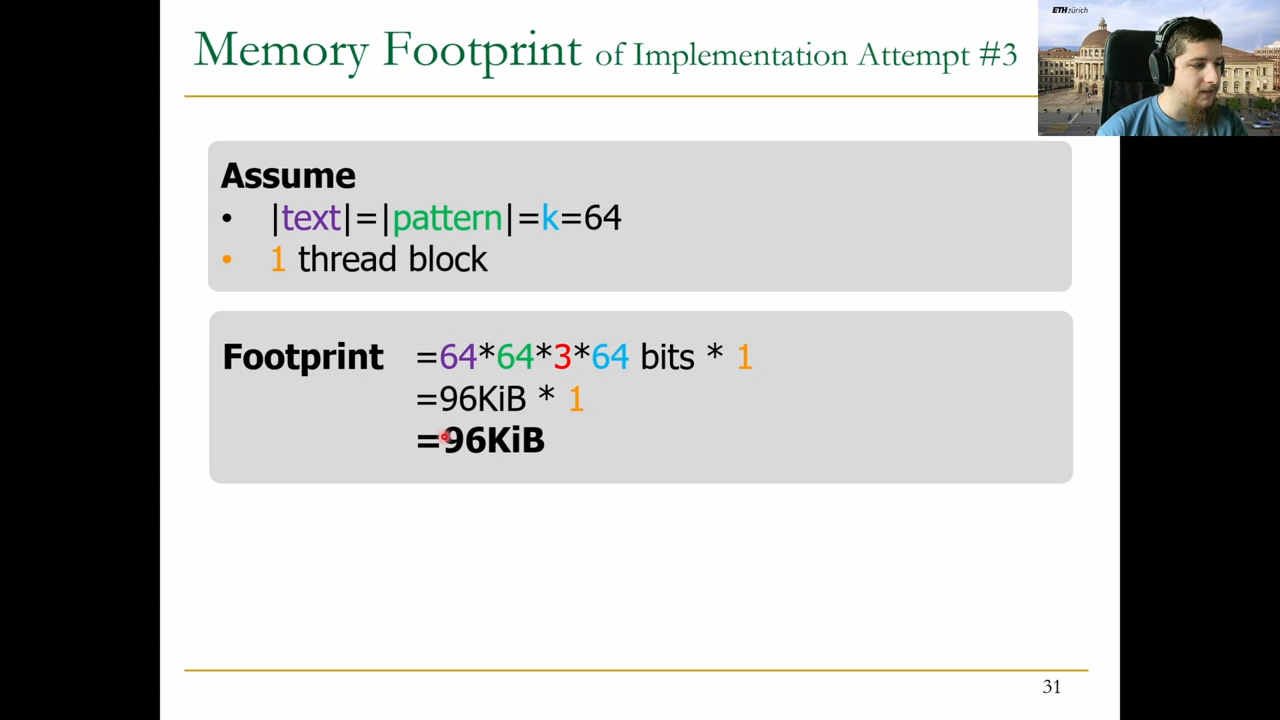 ETH zürich
Memory Footprint of Implementation Attempt #3
Assume
• |text|=|pattern|=k=64
• 1 thread block
Footprint =64*64*3*64 bits * 1
=96KiB * 1
=96KiB
31